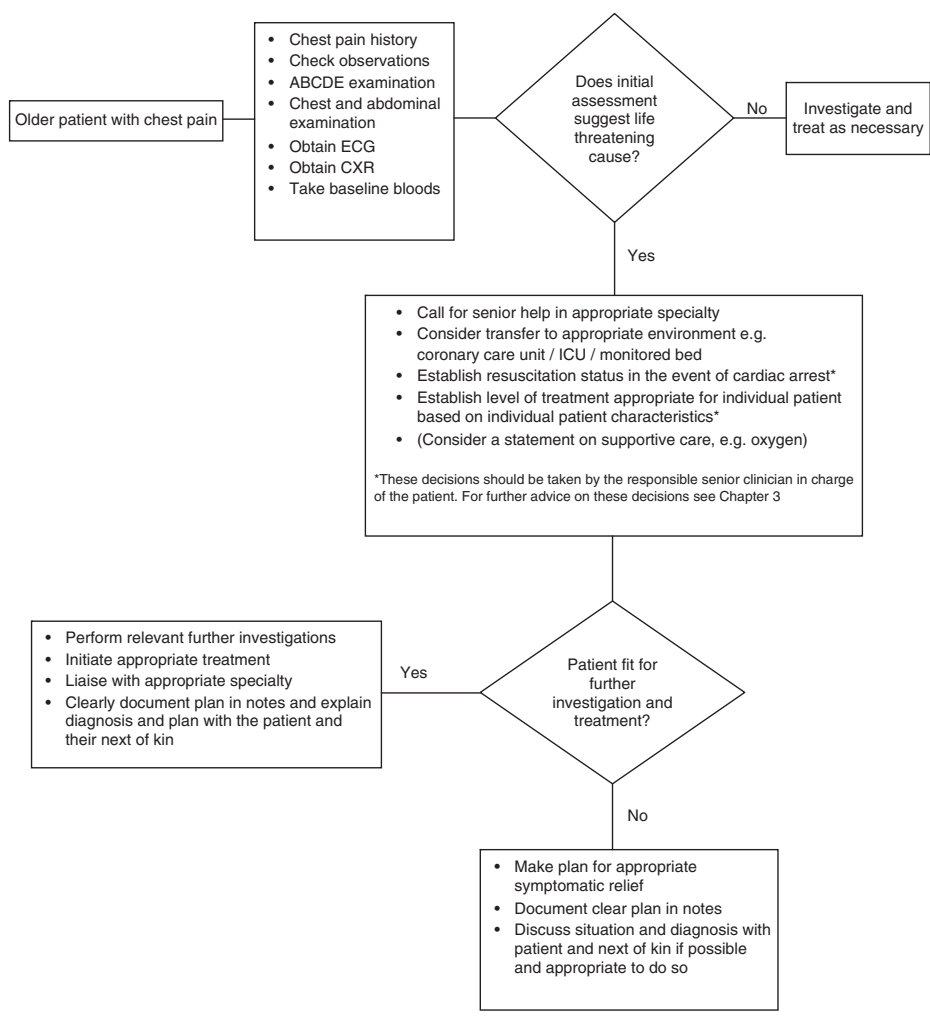 Older patient with chest pain
• Chest pain history
• Check observations
• ABCDE examination
• Chest and abdominal
examination
• Obtain ECG
• Obtain CXR
• Take baseline bloods
Does initial
assessment
suggest life
threatening
cause?
No
Investigate and
treat as necessary
Yes
• Call for senior help in appropriate specialty
• Consider transfer to appropriate environment e.g.
coronary care unit / ICU / monitored bed
• Establish resuscitation status in the event of cardiac arrest*
• Establish level of treatment appropriate for individual patient
based on individual patient characteristics*
• (Consider a statement on supportive care, e.g. oxygen)
*These decisions should be taken by the responsible senior clinician in charge
of the patient. For further advice on these decisions see Chapter 3
Patient fit for
further
investigation and
treatment?
Yes
• Perform relevant further investigations
• Initiate appropriate treatment
• Liaise with appropriate specialty
• Clearly document plan in notes and explain
diagnosis and plan with the patient and
their next of kin
No
• Make plan for appropriate
symptomatic relief
• Document clear plan in notes
• Discuss situation and diagnosis with
patient and next of kin if possible
and appropriate to do so